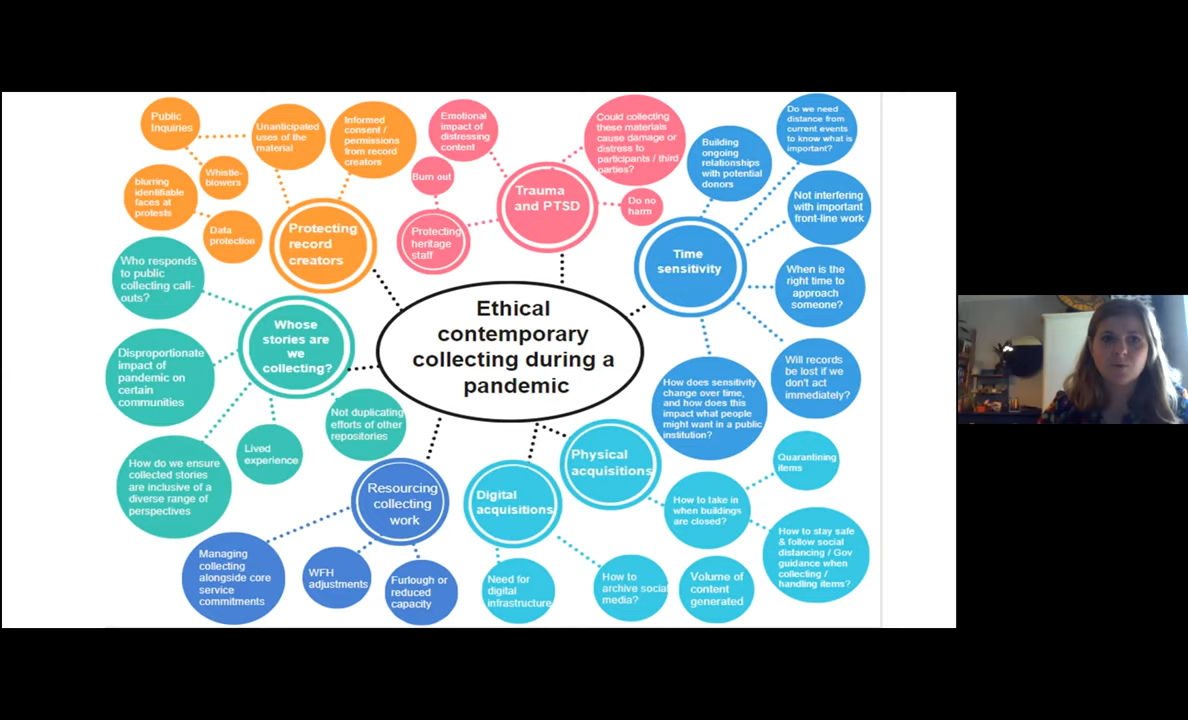 Ethical
contemporary
collecting during a
pandemic
Protecting
record
creators
Public
Inquiries
Unanticipated
uses of the
material
Informed
consent /
permissions
from record
creators
Whistle-
blowers
blurring
identifiable
faces at
protests
Data
protection
Trauma
and PTSD
Emotional
impact of
distressing
content
Could collecting
these materials
cause damage or
distress to
participants / third
parties?
Burn out
Do no
harm
Protecting
heritage
staff
Time
sensitivity
Building
ongoing
relationships
with potential
donors
Do we need
distance from
current events
to know what is
important?
Not interfering
with important
front-line work
When is the
right time to
approach
someone?
Will records
be lost if we
don't act
immediately?
How does sensitivity
change over time,
and how does this
impact what people
might want in a public
institution?
Whose
stories are
we
collecting?
Who responds
to public
collecting call-
outs?
Disproportionate
impact of
pandemic on
certain
communities
How do we ensure
collected stories
are inclusive of a
diverse range of
perspectives
Lived
experience
Not duplicating
efforts of other
repositories
Resourcing
collecting
work
Managing
collecting
alongside core
service
commitments
WFH
adjustments
Furlough or
reduced
capacity
Digital
acquisitions
Need for
digital
infrastructure
How to
archive social
media?
Volume of
content
generated
Physical
acquisitions
How to take in
when buildings
are closed?
Quarantining
items
How to stay safe
& follow social
distancing / Gov
guidance when
collecting /
handling items?